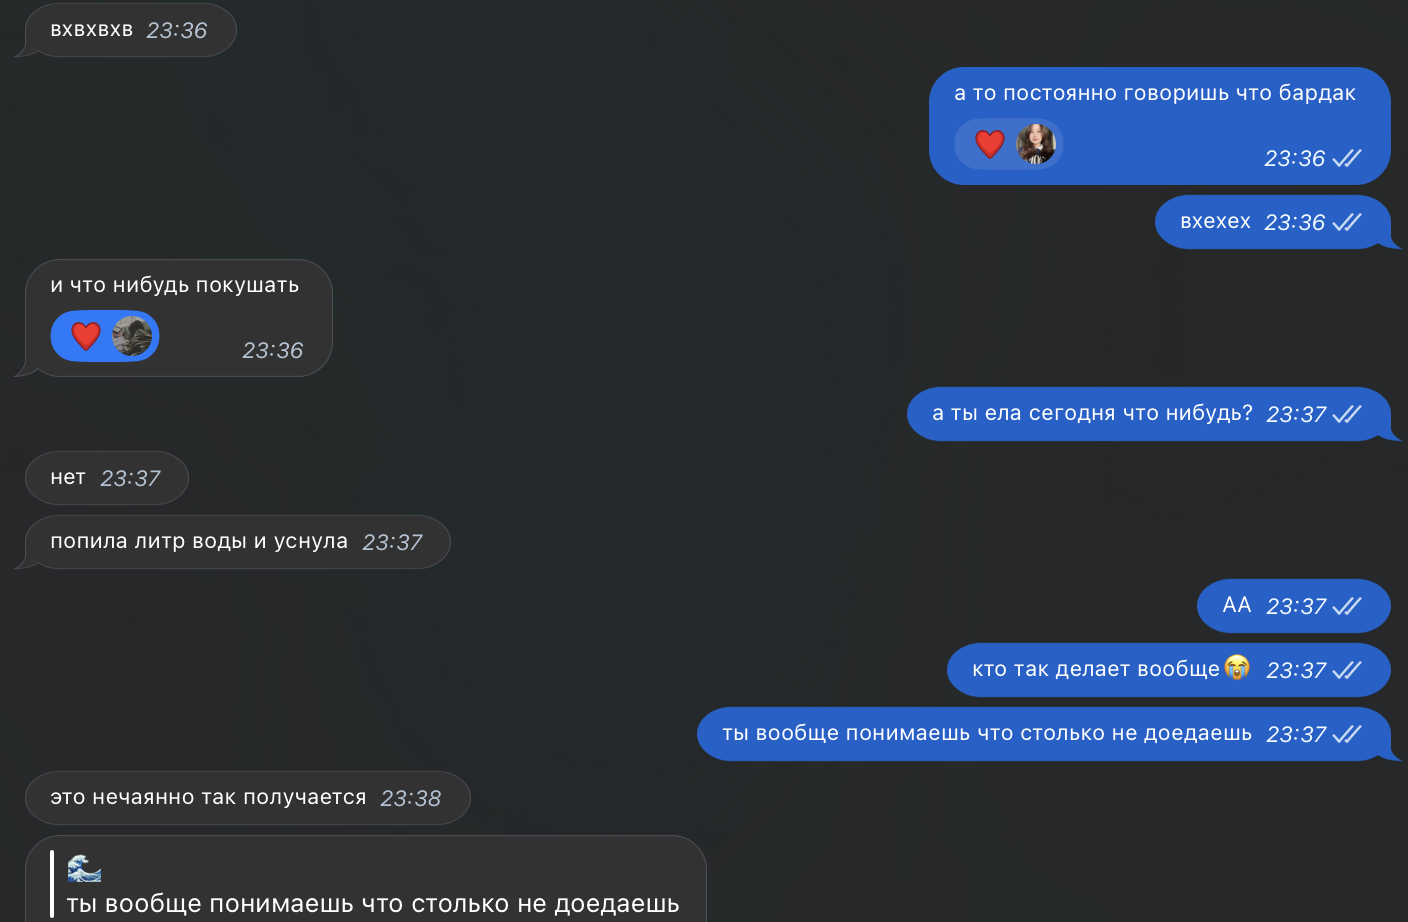 вхвхвхв 23:36
а то постоянно говоришь что бардак
❤️
23:36
вхехех 23:36
и что нибудь покушать
❤️
23:36
а ты ела сегодня что нибудь? 23:37
нет 23:37
попила литр воды и уснула 23:37
АА 23:37
кто так делает вообще😭 23:37
ты вообще понимаешь что столько не доедаешь 23:37
это нечаянно так получается 23:38
🌊
ты вообще понимаешь что столько не доедаешь